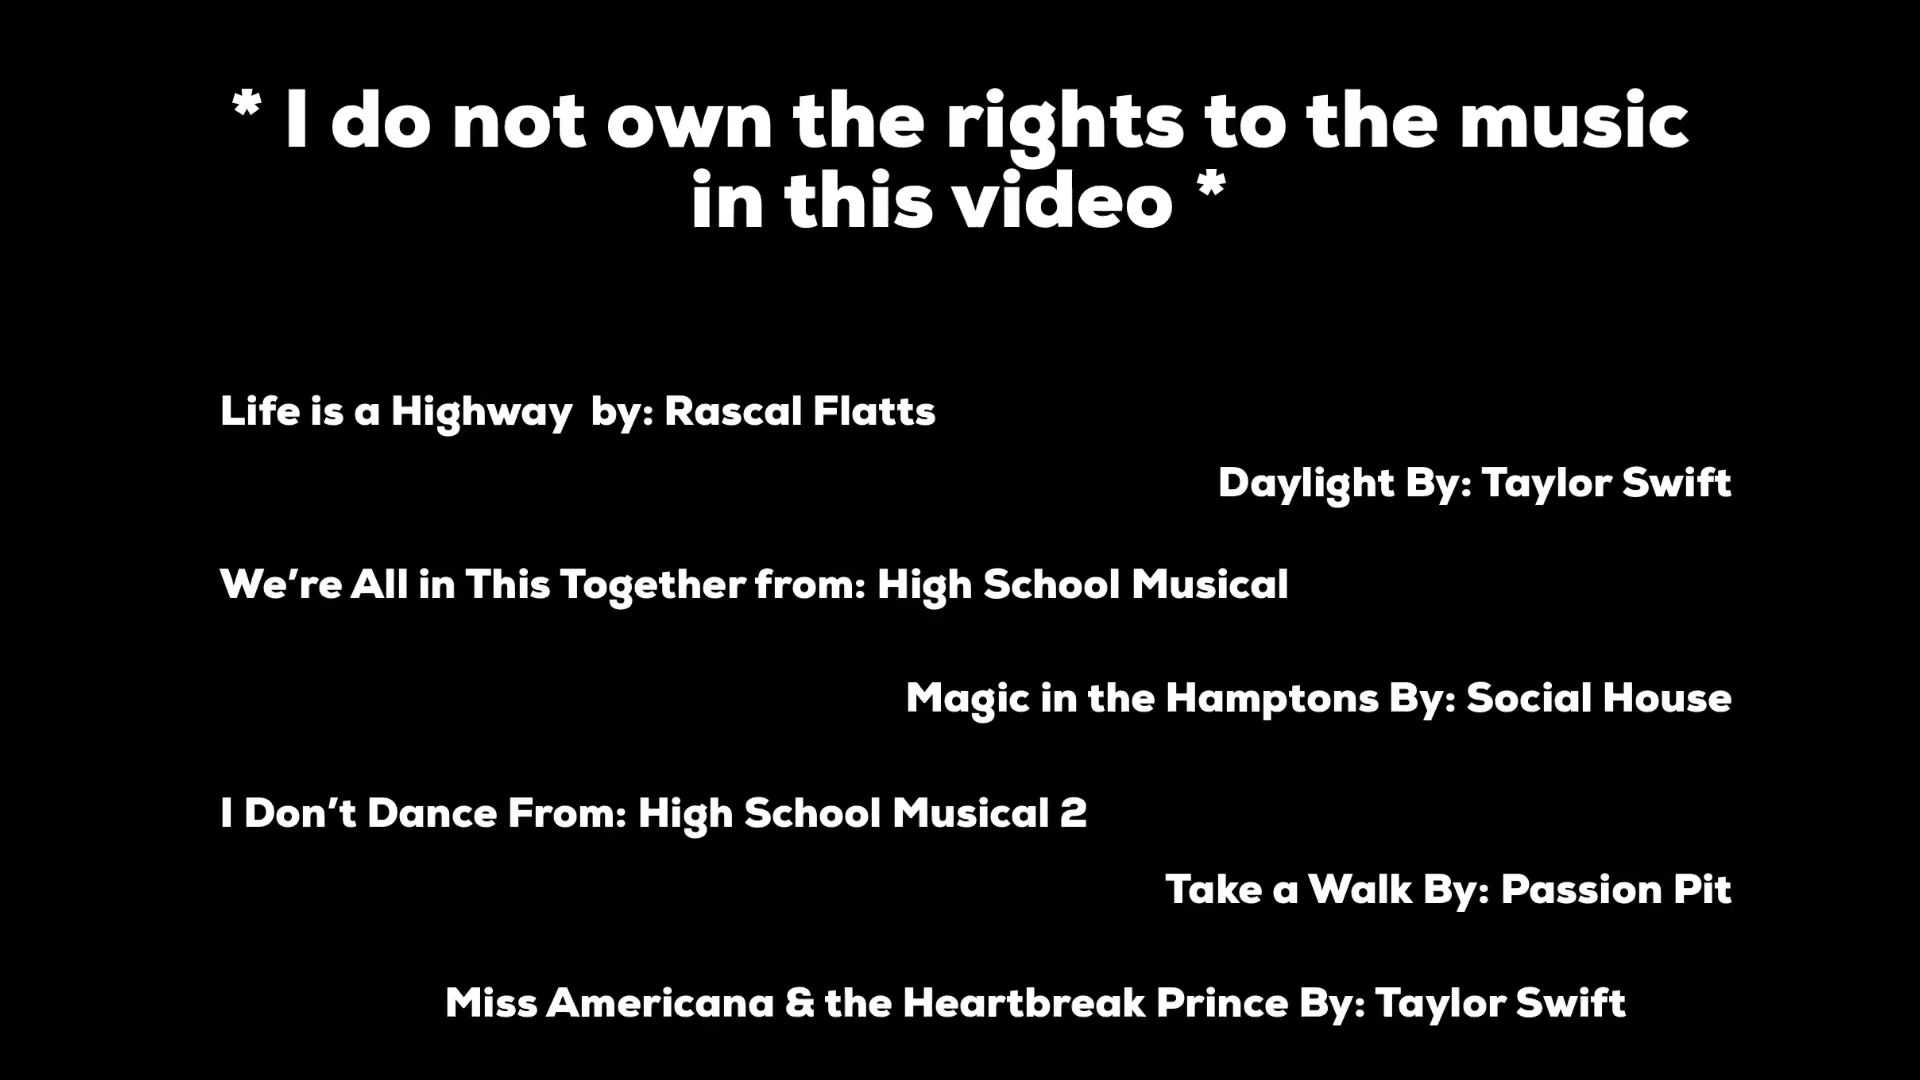 * I do not own the rights to the music
in this video *
Life is a Highway  by: Rascal Flatts
Daylight By: Taylor Swift
We’re All in This Together from: High School Musical
Magic in the Hamptons By: Social House
I Don’t Dance From: High School Musical 2
Take a Walk By: Passion Pit
Miss Americana & the Heartbreak Prince By: Taylor Swift